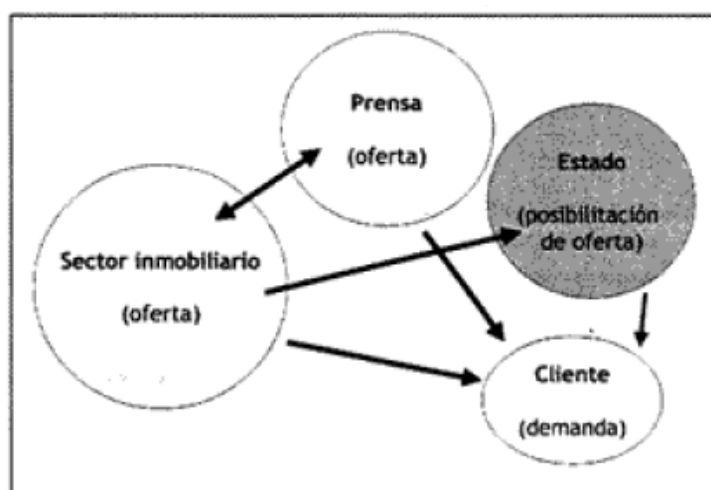 Prensa
(oferta)
Estado
(posibilitación
de oferta)
Sector inmobiliario
(oferta)
Cliente
(demanda)